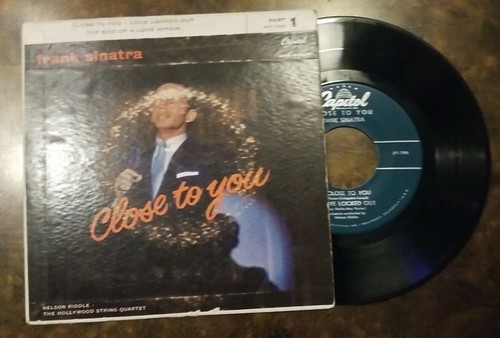 CLOSE TO YOU · LOVE LOCKED OUT
THE END OF A LOVE AFFAIR
PART 1
Capitol
frank sinatra
Close to you
NELSON RIDDLE ·
THE HOLLYWOOD STRING QUARTET
Capitol
CLOSE TO YOU
FRANK SINATRA
CLOSE TO YOU
LOCKED OUT